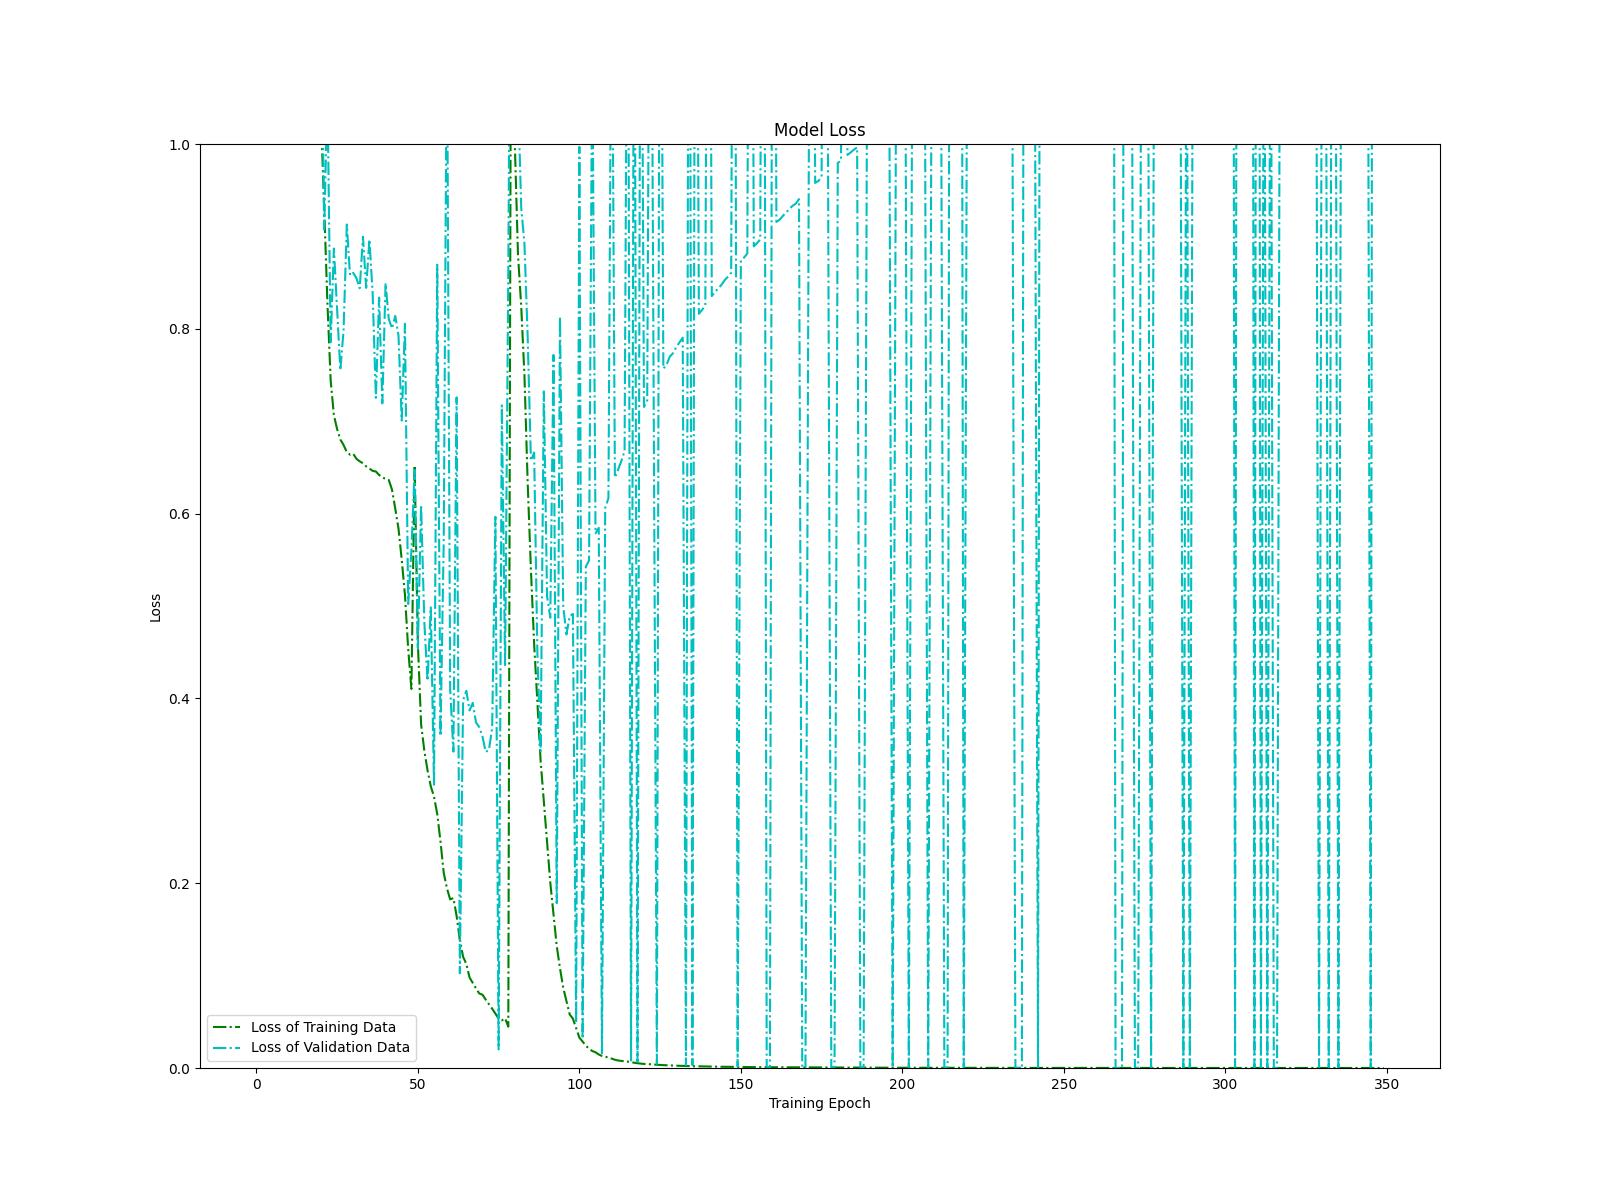 Model Loss
1.0
0.8
0.6
0.4
0.2
0.0
Loss
Loss of Training Data
Loss of Validation Data
0 50 100 150 200 250 300 350
Training Epoch